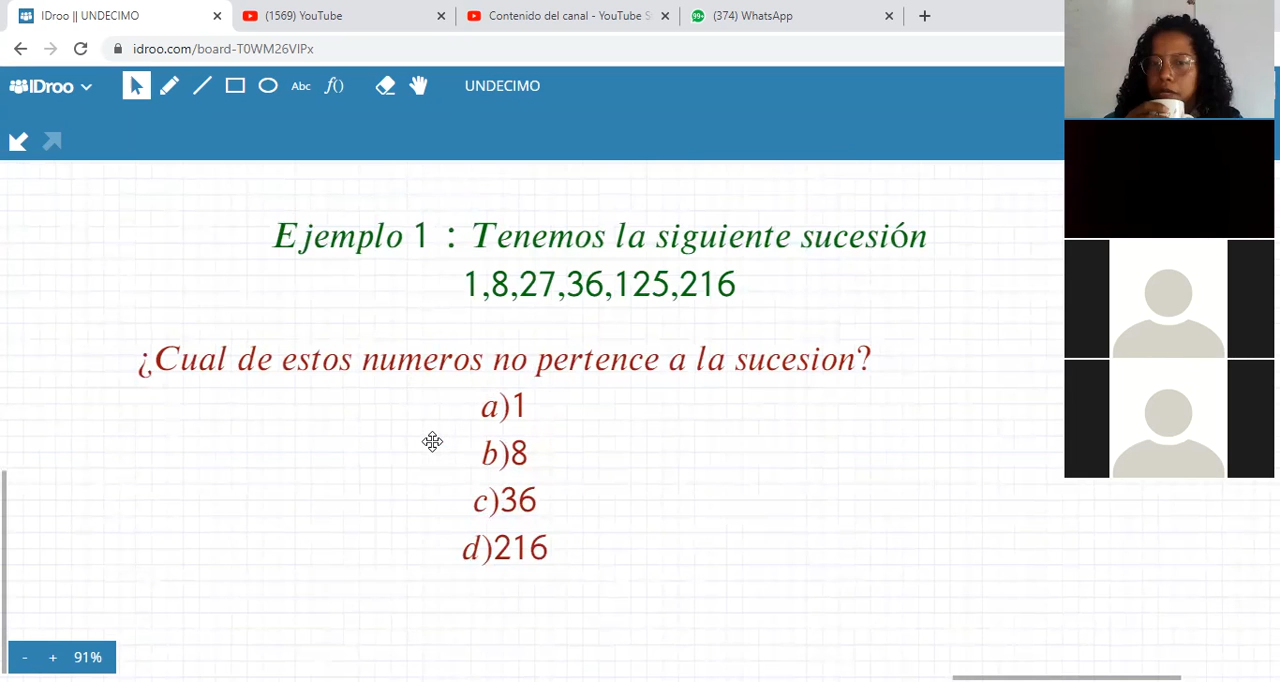 IDROO || UNDECIMO
(1569) YouTube
Contenido del canal - YouTube S
99+ (374) WhatsApp
idroo.com/board-T0WM26VIPx
IDroo
Abc
f()
UNDECIMO
Ejemplo 1 : Tenemos la siguiente sucesión
1,8,27,36,125,216
¿Cual de estos numeros no pertence a la sucesion?
a)1
b)8
c)36
d)216
- + 91%